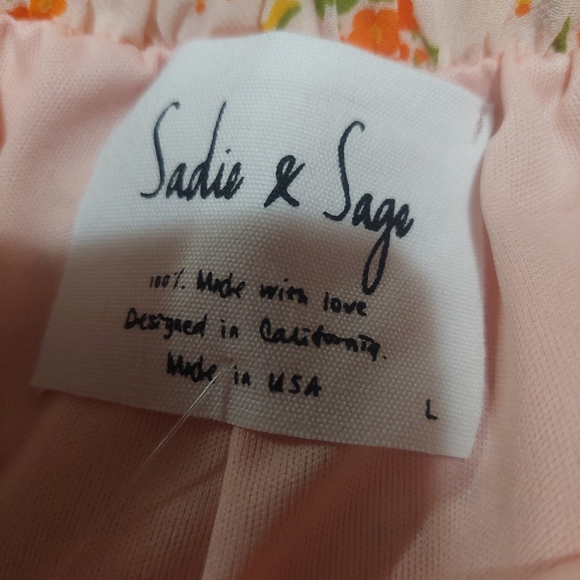 Sadie & Sage
100% Made with love
Designed in California.
Made in USA
L